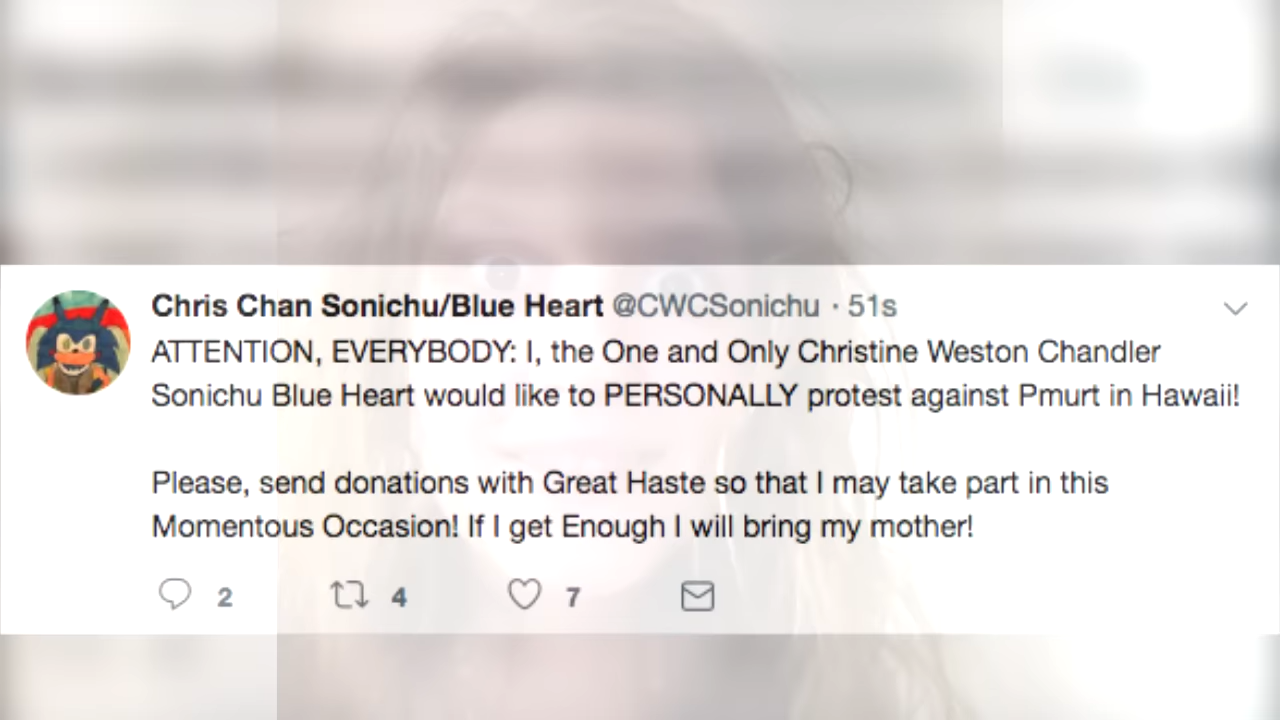 Chris Chan Sonichu/Blue Heart @CWCSonichu · 51s
ATTENTION, EVERYBODY: I, the One and Only Christine Weston Chandler
Sonichu Blue Heart would like to PERSONALLY protest against Pmurt in Hawaii!
Please, send donations with Great Haste so that I may take part in this
Momentous Occasion! If I get Enough I will bring my mother!
2 4 7